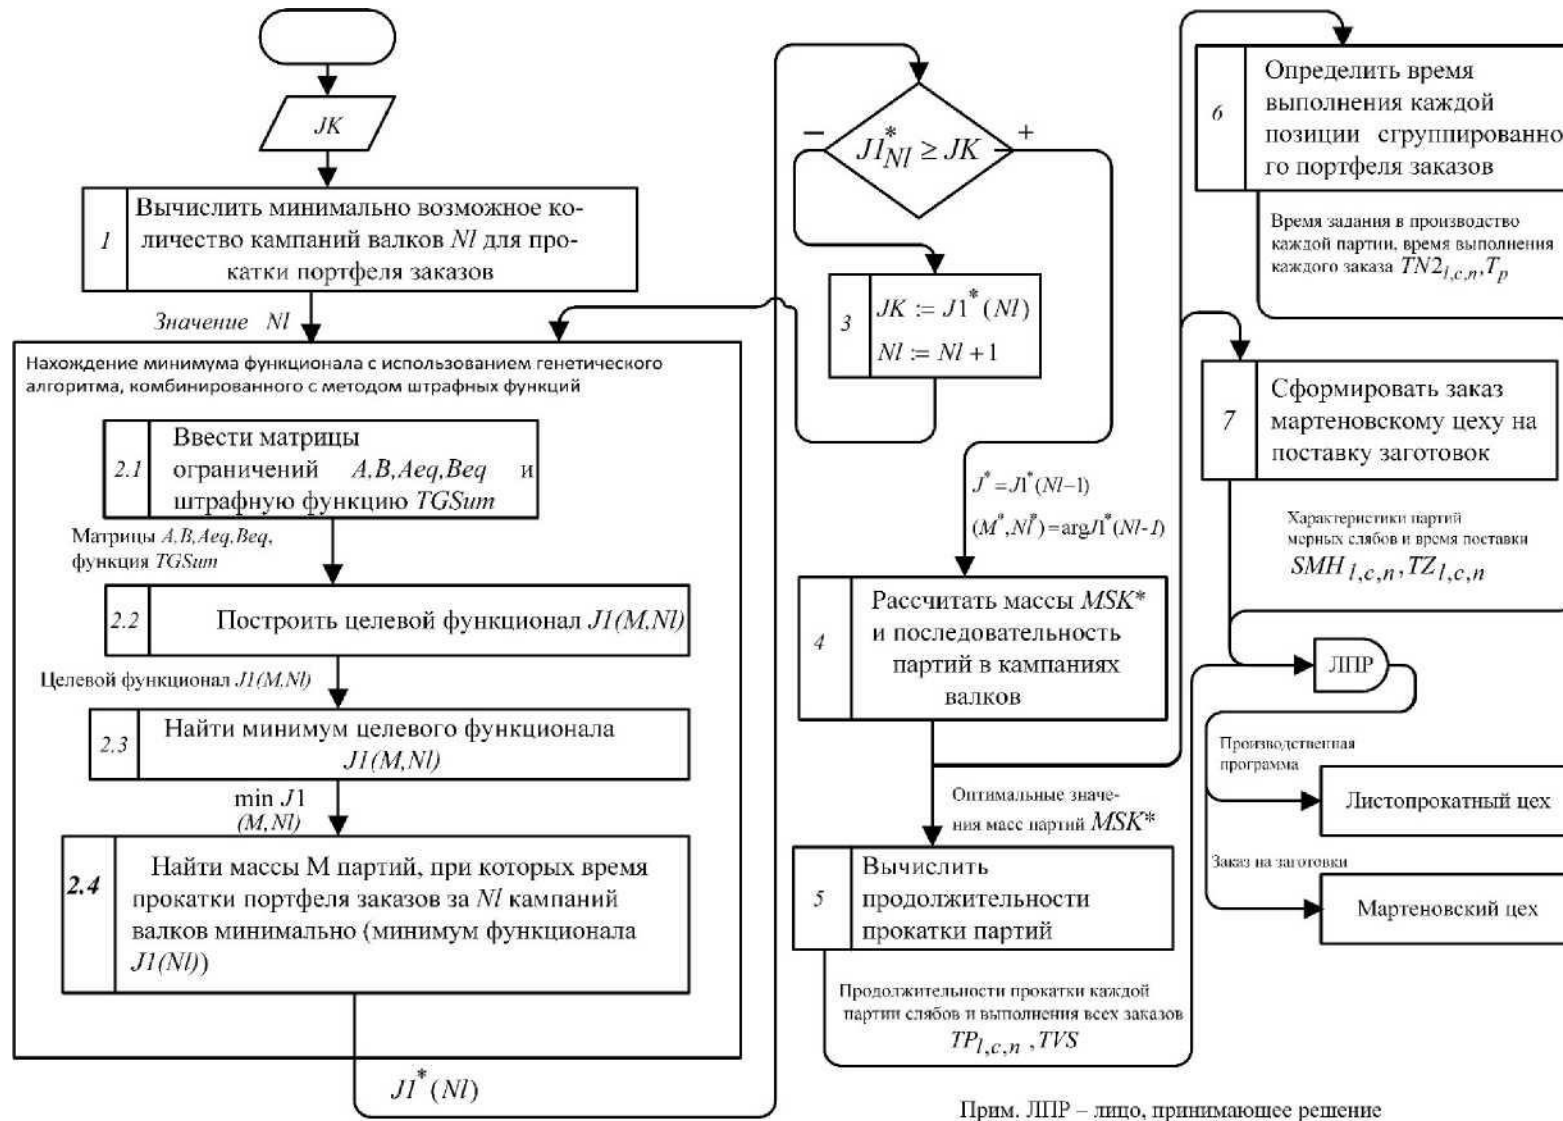 JK
1
Вычислить минимально возможное ко-
личество кампаний валков Nl для про-
катки портфеля заказов
Значение Nl
Нахождение минимума функционала с использованием генетического
алгоритма, комбинированного с методом штрафных функций
2.1
Ввести матрицы
ограничений A,B,Aeq,Beq и
штрафную функцию TGSum
Матрицы A,B,Aeq,Beq,
функция TGSum
2.2
Построить целевой функционал J1(M,Nl)
Целевой функционал J1(M,Nl)
2.3
Найти минимум целевого функционала
J1(M,Nl)
min J1
(M,Nl)
2.4
Найти массы М партий, при которых время
прокатки портфеля заказов за Nl кампаний
валков минимально (минимум функционала
J1(Nl))
J1*(Nl)
− J1*Nl ≥ JK +
3
JK := J1*(Nl)
Nl := Nl + 1
J* = J1*(Nl−1)
(M*,Nl*)=argJ1*(Nl-1)
4
Рассчитать массы MSK*
и последовательность
партий в кампаниях
валков
Оптимальные значе-
ния масс партий MSK*
5
Вычислить
продолжительности
прокатки партий
Продолжительности прокатки каждой
партии слябов и выполнения всех заказов
TPl,c,n , TVS
6
Определить время
выполнения каждой
позиции сгруппированно
го портфеля заказов
Время задания в производство
каждой партии, время выполнения
каждого заказа TN2l,c,n,Tp
7
Сформировать заказ
мартеновскому цеху на
поставку заготовок
Характеристики партий
мерных слябов и время поставки
SMHl,c,n,TZl,c,n
ЛПР
Производственная
программа
Листопрокатный цех
Заказ на заготовки
Мартеновский цех
Прим. ЛПР – лицо, принимающее решение